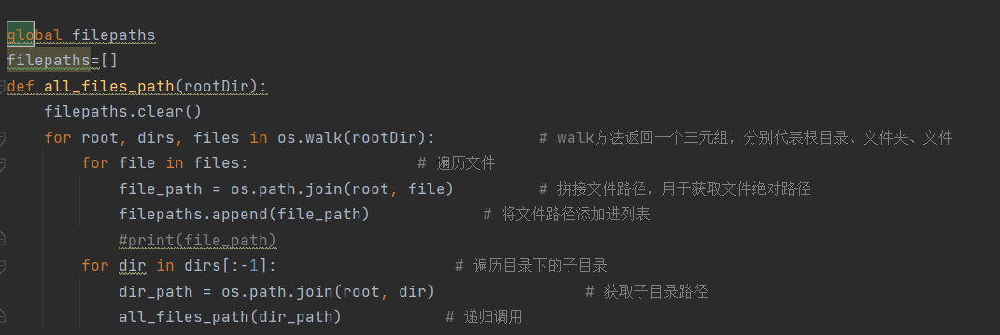 global filepaths
filepaths=[]
def all_files_path(rootDir):
    filepaths.clear()
    for root, dirs, files in os.walk(rootDir):           # walk方法返回一个三元组，分别代表根目录、文件夹、文件
        for file in files:                  # 遍历文件
            file_path = os.path.join(root, file)         # 拼接文件路径，用于获取文件绝对路径
            filepaths.append(file_path)            # 将文件路径添加进列表
            #print(file_path)
        for dir in dirs[:-1]:                   # 遍历目录下的子目录
            dir_path = os.path.join(root, dir)                # 获取子目录路径
            all_files_path(dir_path)           # 递归调用